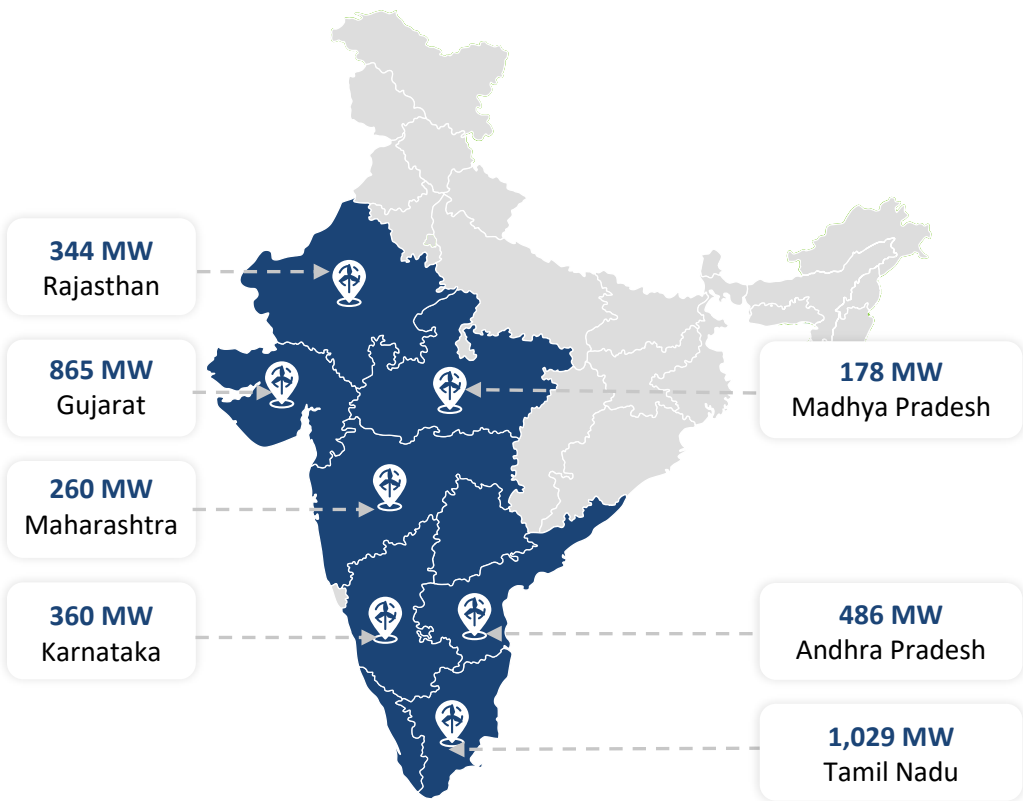 344 MW
Rajasthan
865 MW
Gujarat
260 MW
Maharashtra
360 MW
Karnataka
178 MW
Madhya Pradesh
486 MW
Andhra Pradesh
1,029 MW
Tamil Nadu